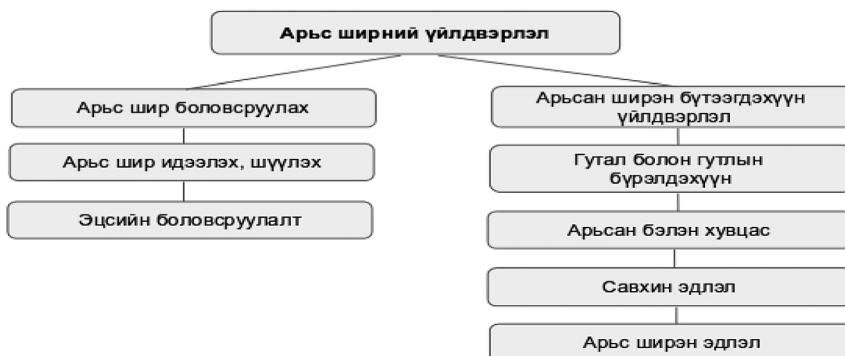 Арьс ширний үйлдвэрлэл
Арьс шир боловсруулах
Арьс шир идээлэх, шүүлэх
Эцсийн боловсруулалт
Арьсан ширэн бүтээгдэхүүн
үйлдвэрлэл
Гутал болон гутлын
бүрэлдэхүүн
Арьсан бэлэн хувцас
Савхин эдлэл
Арьс ширэн эдлэл